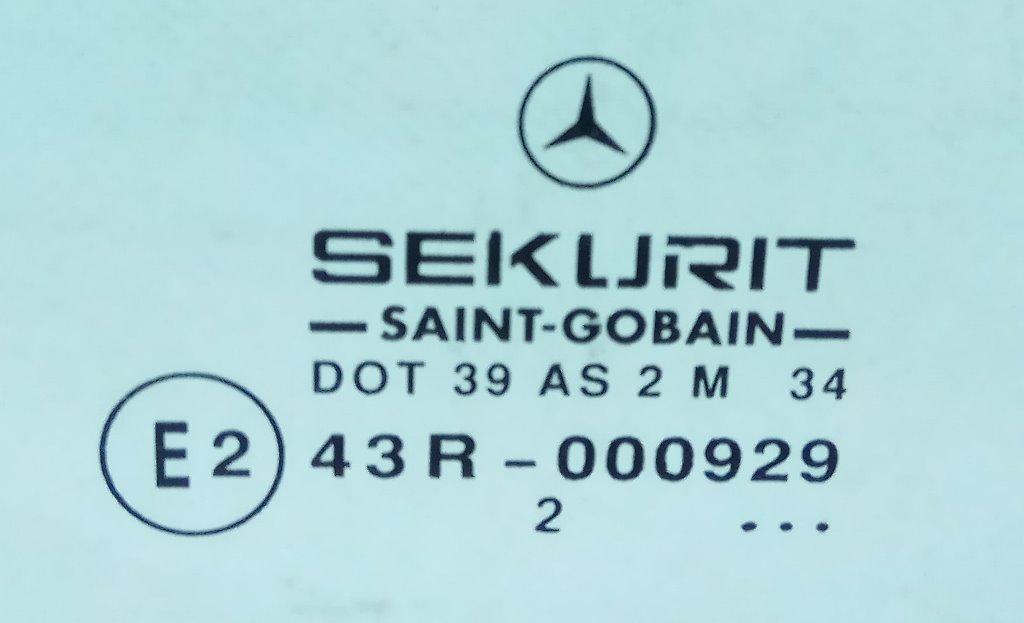 SEKURIT
SAINT-GOBAIN
DOT 39 AS 2 M 34
E2 43R - 000929
2 ...